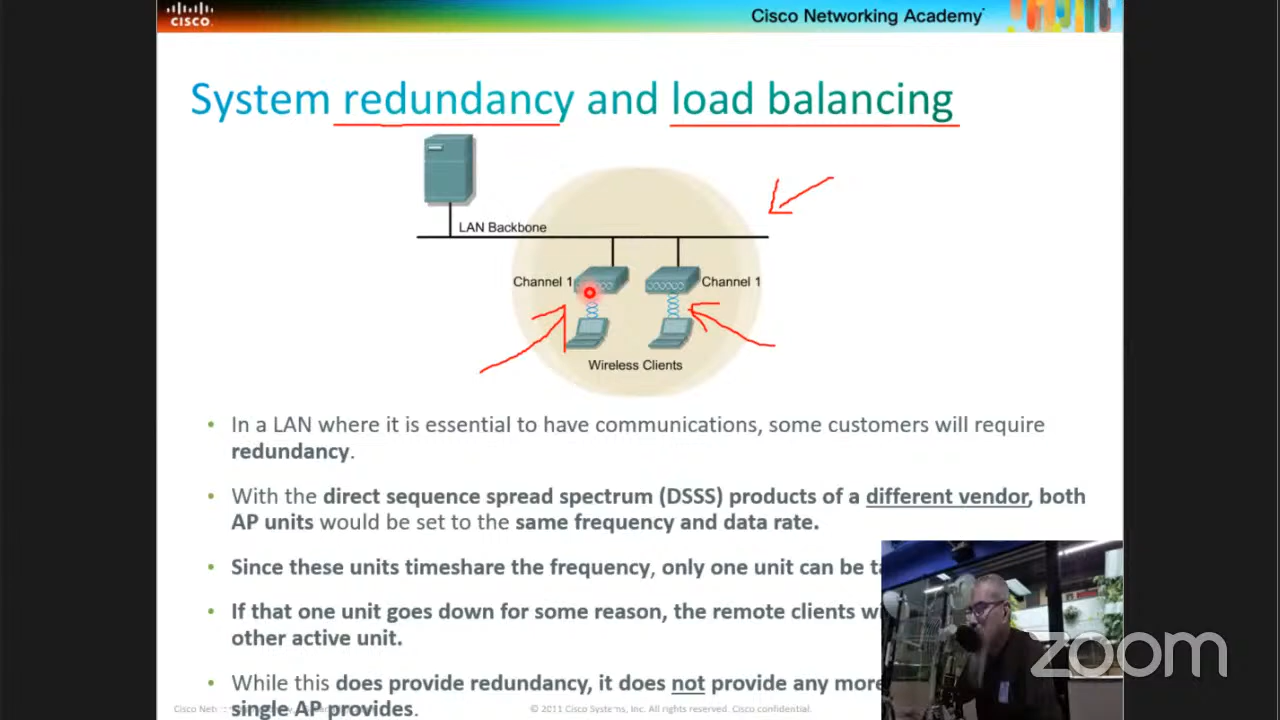 CISCO
Cisco Networking Academy
System redundancy and load balancing
LAN Backbone
Channel 1
Channel 1
Wireless Clients
• In a LAN where it is essential to have communications, some customers will require
redundancy.
• With the direct sequence spread spectrum (DSSS) products of a different vendor, both
AP units would be set to the same frequency and data rate.
• Since these units timeshare the frequency, only one unit can be
• If that one unit goes down for some reason, the remote clients
other active unit.
• While this does provide redundancy, it does not provide any more
single AP provides.
Cisco
© 2011 Cisco Systems, Inc. All rights reserved. Cisco confidential.
zoom